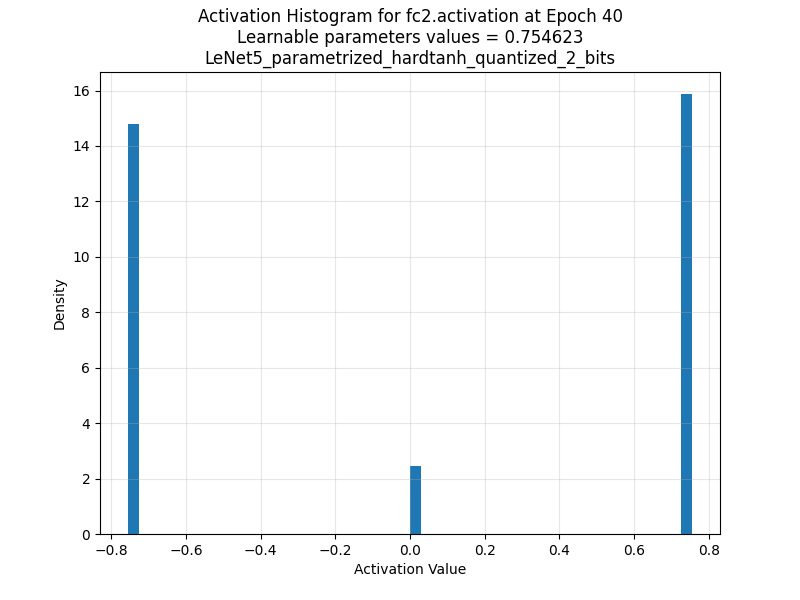 Activation Histogram for fc2.activation at Epoch 40
Learnable parameters values = 0.754623
LeNet5_parametrized_hardtanh_quantized_2_bits
16
14
12
10
8
6
4
2
0
Density
−0.8 −0.6 −0.4 −0.2 0.0 0.2 0.4 0.6 0.8
Activation Value